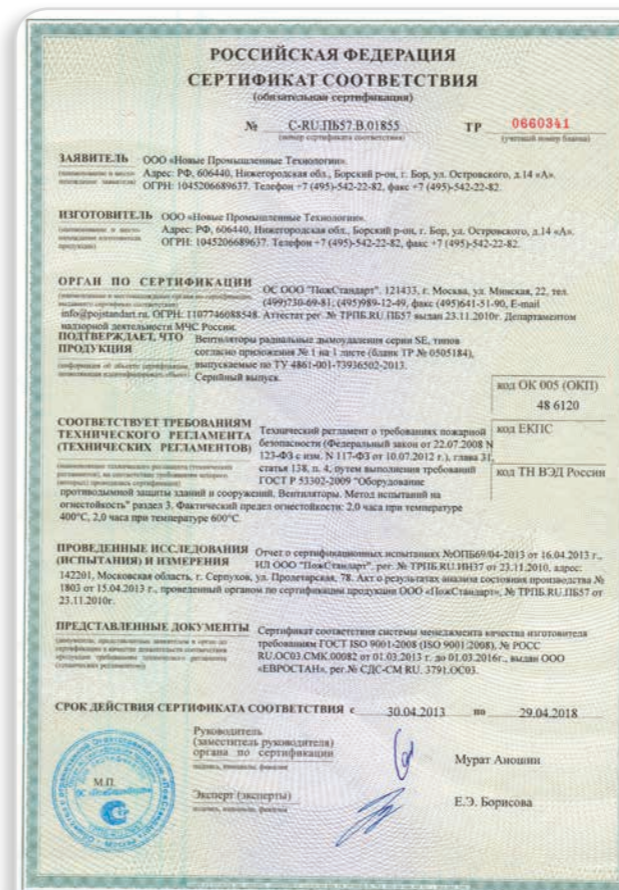 РОССИЙСКАЯ ФЕДЕРАЦИЯ
СЕРТИФИКАТ СООТВЕТСТВИЯ
(обязательная сертификация)
№ C-RU.ПБ57.В.01855 ТР 0660341
(номер сертификата соответствия) (учетный номер бланка)
ЗАЯВИТЕЛЬ ООО «Новые Промышленные Технологии».
Адрес: РФ, 606440, Нижегородская обл., Борский р-он, г. Бор, ул. Островского, д.14 «А».
ОГРН: 1045206689637. Телефон +7 (495)-542-22-82, факс +7 (495)-542-22-82.
ИЗГОТОВИТЕЛЬ ООО «Новые Промышленные Технологии».
Адрес: РФ, 606440, Нижегородская обл., Борский р-он, г. Бор, ул. Островского, д.14 «А».
ОГРН: 1045206689637. Телефон +7 (495)-542-22-82, факс +7 (495)-542-22-82.
ОРГАН ПО СЕРТИФИКАЦИИ ОС ООО "ПожСтандарт". 121433, г. Москва, ул. Минская, 22, тел.
(499)730-69-81; (495)989-12-49, факс (495)641-51-90, E-mail
info@pojstandart.ru. ОГРН: 1107746088548. Аттестат рег. № ТРПБ.RU.ПБ57 выдан 23.11.2010г. Департаментом
надзорной деятельности МЧС России.
ПОДТВЕРЖДАЕТ, ЧТО ПРОДУКЦИЯ Вентиляторы радиальные дымоудаления серии SE, типов
согласно приложения № 1 на 1 листе (бланк ТР № 0505184),
выпускаемые по ТУ 4861-001-73936502-2013.
Серийный выпуск.
код ОК 005 (ОКП)
48 6120
код ЕКПС
код ТН ВЭД России
СООТВЕТСТВУЕТ ТРЕБОВАНИЯМ
ТЕХНИЧЕСКОГО РЕГЛАМЕНТА
(ТЕХНИЧЕСКИХ РЕГЛАМЕНТОВ)
Технический регламент о требованиях пожарной
безопасности (Федеральный закон от 22.07.2008 N
123-ФЗ с изм. N 117-ФЗ от 10.07.2012 г.), глава 31,
статья 138, п. 4, путем выполнения требований
ГОСТ Р 53302-2009 "Оборудование
противодымной защиты зданий и сооружений. Вентиляторы. Метод испытаний на
огнестойкость" раздел 3. Фактический предел огнестойкости: 2,0 часа при температуре
400°С, 2,0 часа при температуре 600°С.
ПРОВЕДЕННЫЕ ИССЛЕДОВАНИЯ
(ИСПЫТАНИЯ) И ИЗМЕРЕНИЯ
Отчет о сертификационных испытаниях №ОПБ69/04-2013 от 16.04.2013 г.,
ИЛ ООО "ПожСтандарт", рег. № ТРПБ.RU.ИН37 от 23.11.2010, адрес:
142201, Московская область, г. Серпухов, ул. Пролетарская, 78. Акт о результатах анализа состояния производства №
1803 от 15.04.2013 г., проведенный органом по сертификации продукции ООО «ПожСтандарт», № ТРПБ.RU.ПБ57 от
23.11.2010г.
ПРЕДСТАВЛЕННЫЕ ДОКУМЕНТЫ Сертификат соответствия системы менеджмента качества изготовителя
требованиям ГОСТ ISO 9001-2008 (ISO 9001:2008), № РОСС
RU.ОС03.СМК.00082 от 01.03.2013 г. до 01.03.2016г., выдан ООО
«ЕВРОСТАН», рег.№ СДС-СМ RU. 3791.ОС03.
СРОК ДЕЙСТВИЯ СЕРТИФИКАТА СООТВЕТСТВИЯ с 30.04.2013 по 29.04.2018
Руководитель
(заместитель руководителя)
органа по сертификации
подпись, инициалы, фамилия
Мурат Аношин
М.П.
Эксперт (эксперты)
подпись, инициалы, фамилия
Е.Э. Борисова